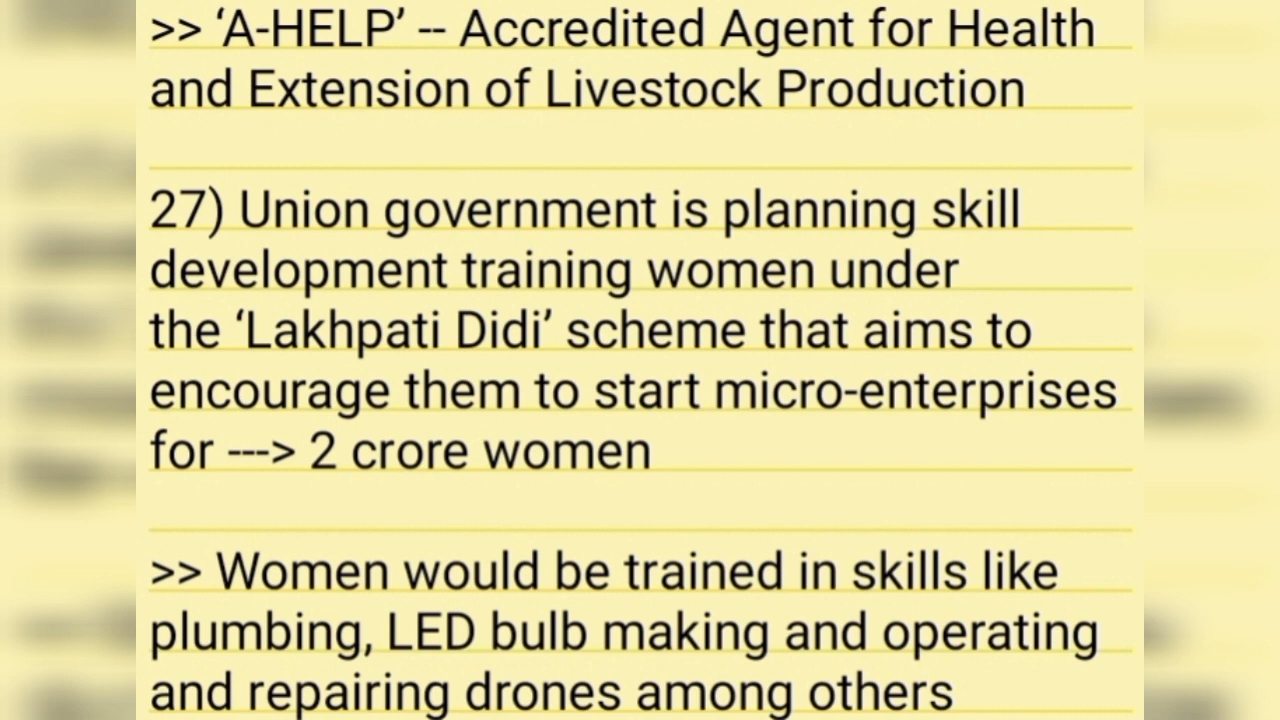 >> ‘A-HELP’ -- Accredited Agent for Health
and Extension of Livestock Production
27) Union government is planning skill
development training women under
the ‘Lakhpati Didi’ scheme that aims to
encourage them to start micro-enterprises
for ---> 2 crore women
>> Women would be trained in skills like
plumbing, LED bulb making and operating
and repairing drones among others